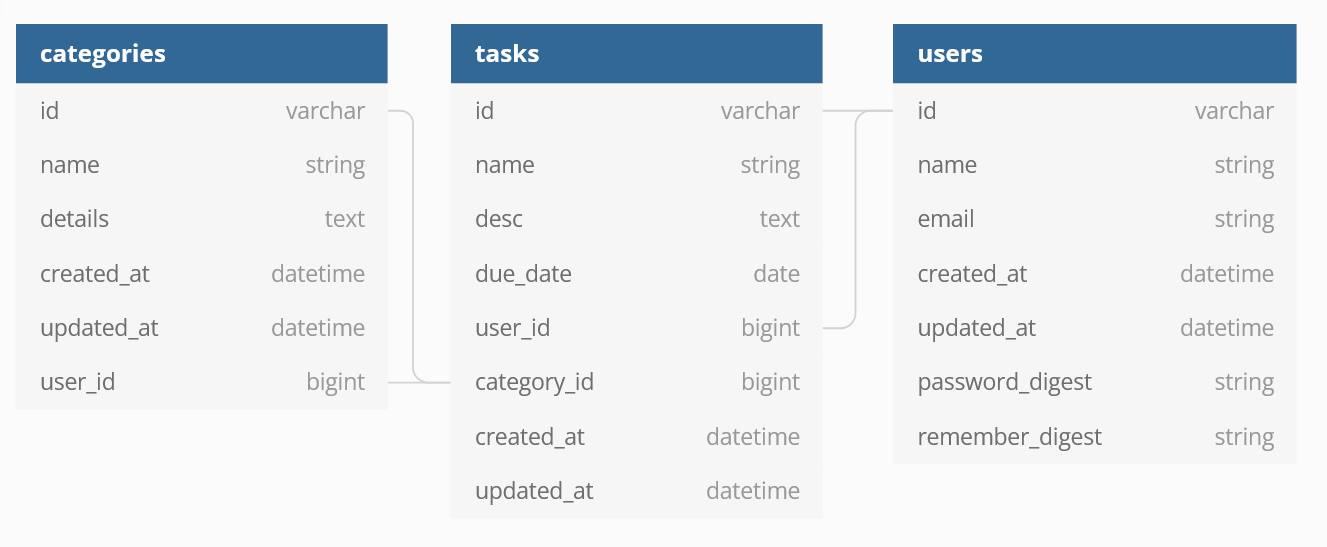 categories
id varchar
name string
details text
created_at datetime
updated_at datetime
user_id bigint
tasks
id varchar
name string
desc text
due_date date
user_id bigint
category_id bigint
created_at datetime
updated_at datetime
users
id varchar
name string
email string
created_at datetime
updated_at datetime
password_digest string
remember_digest string